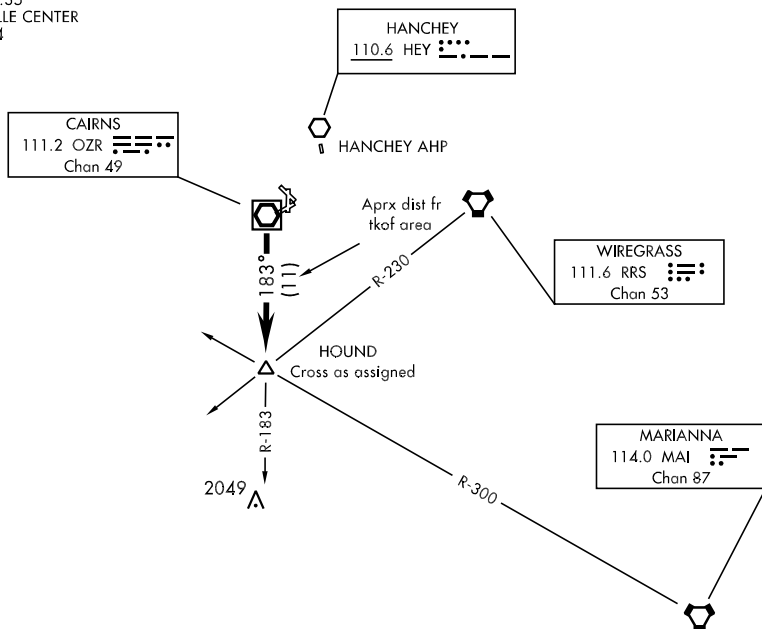 LLE CENTER
HANCHEY
110.6 HEY
CAIRNS
111.2 OZR
Chan 49
HANCHEY AHP
Aprx dist fr
tkof area
183°
(11)
R-230
WIREGRASS
111.6 RRS
Chan 53
HOUND
Cross as assigned
R-183
2049
R-300
MARIANNA
114.0 MAI
Chan 87